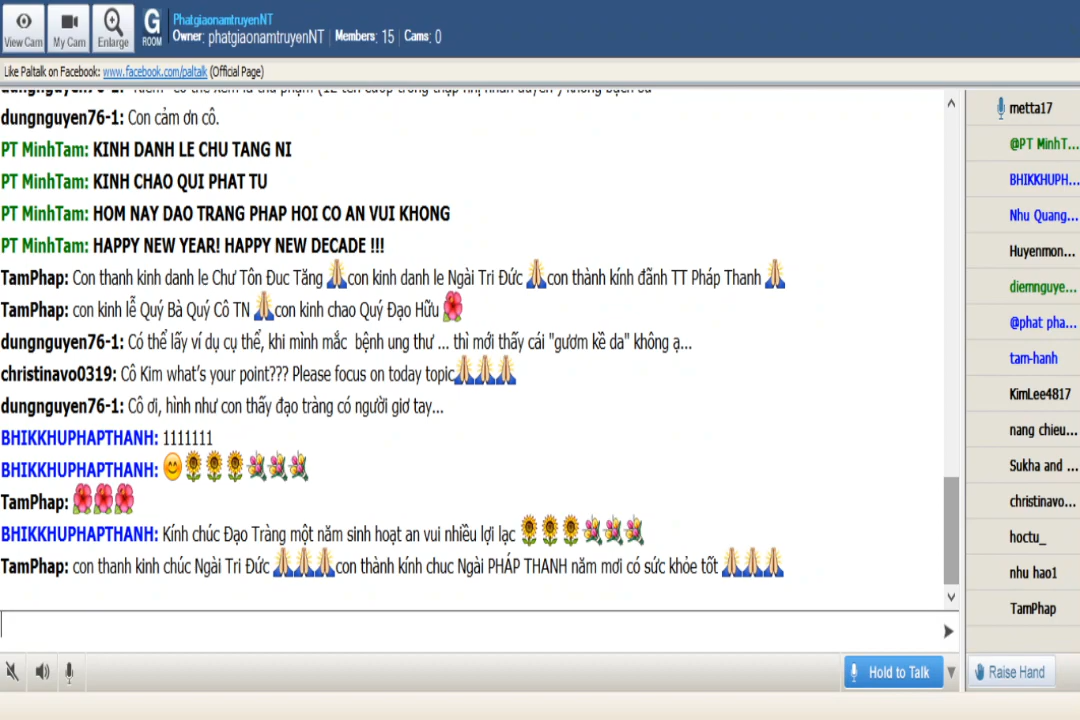 PhatgiaonamtruyenNT
Owner: phatgiaonamtruyenNT | Members: 15 | Cams: 0
View Cam
My Cam
Enlarge
G ROOM
Like Paltalk on Facebook: www.facebook.com/paltalk (Official Page)
dungnguyen76-1: Con cảm ơn cô.
PT MinhTam: KINH DANH LE CHU TANG NI
PT MinhTam: KINH CHAO QUI PHAT TU
PT MinhTam: HOM NAY DAO TRANG PHAP HOI CO AN VUI KHONG
PT MinhTam: HAPPY NEW YEAR! HAPPY NEW DECADE !!!
TamPhap: Con thanh kinh danh le Chư Tôn Đuc Tăng 🙏con kinh danh le Ngài Tri Đức 🙏con thành kính đãnh TT Pháp Thanh 🙏
TamPhap: con kinh lễ Quý Bà Quý Cô TN 🙏con kinh chao Quý Đạo Hữu 🌺
dungnguyen76-1: Có thể lấy ví dụ cụ thể, khi mình mắc bệnh ung thư ... thì mới thấy cái "gươm kề da" không ạ...
christinavo0319: Cô Kim what's your point??? Please focus on today topic🙏🙏🙏
dungnguyen76-1: Cô ơi, hình như con thấy đạo tràng có người giơ tay...
BHIKKHUPHAPTHANH: 1111111
BHIKKHUPHAPTHANH: 😊🌻🌻🌻💐💐💐
TamPhap: 🌺🌺🌺
BHIKKHUPHAPTHANH: Kính chúc Đạo Tràng một năm sinh hoạt an vui nhiều lợi lạc 🌻🌻🌻💐💐💐
TamPhap: con thanh kinh chúc Ngài Tri Đức 🙏🙏🙏con thành kính chuc Ngài PHÁP THANH năm mơi có sức khỏe tốt 🙏🙏🙏
metta17
@PT MinhT...
BHIKKHUPH...
Nhu Quang...
Huyenmon...
diemnguye...
@phat pha...
tam-hanh
KimLee4817
nang chieu...
Sukha and ...
christinavo...
hoctu_
nhu hao1
TamPhap
Hold to Talk
Raise Hand